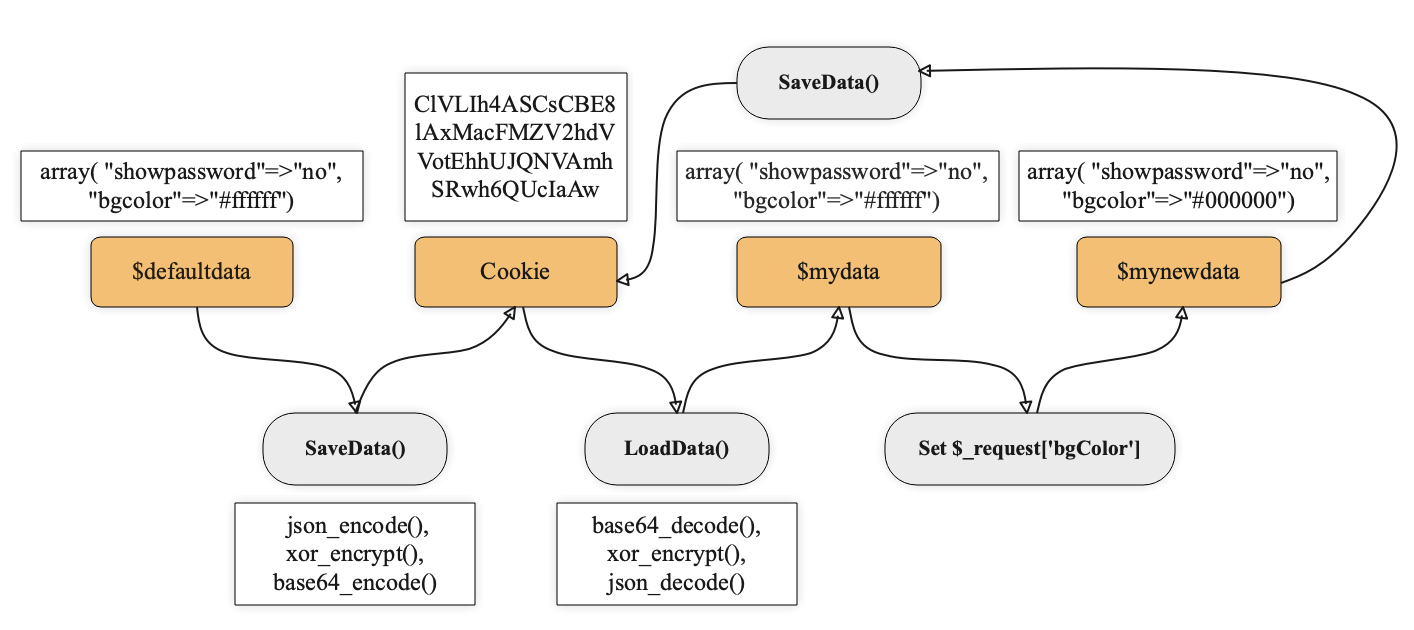 SaveData()
ClVLIh4ASCsCBE8
lAxMacFMZV2hdV
VotEhhUJQNVAmh
SRwh6QUcIaAw
array( "showpassword"=>"no",
"bgcolor"=>"#ffffff")
array( "showpassword"=>"no",
"bgcolor"=>"#ffffff")
array( "showpassword"=>"no",
"bgcolor"=>"#000000")
$defaultdata
Cookie
$mydata
$mynewdata
SaveData()
LoadData()
Set $_request['bgColor']
json_encode(),
xor_encrypt(),
base64_encode()
base64_decode(),
xor_encrypt(),
json_decode()